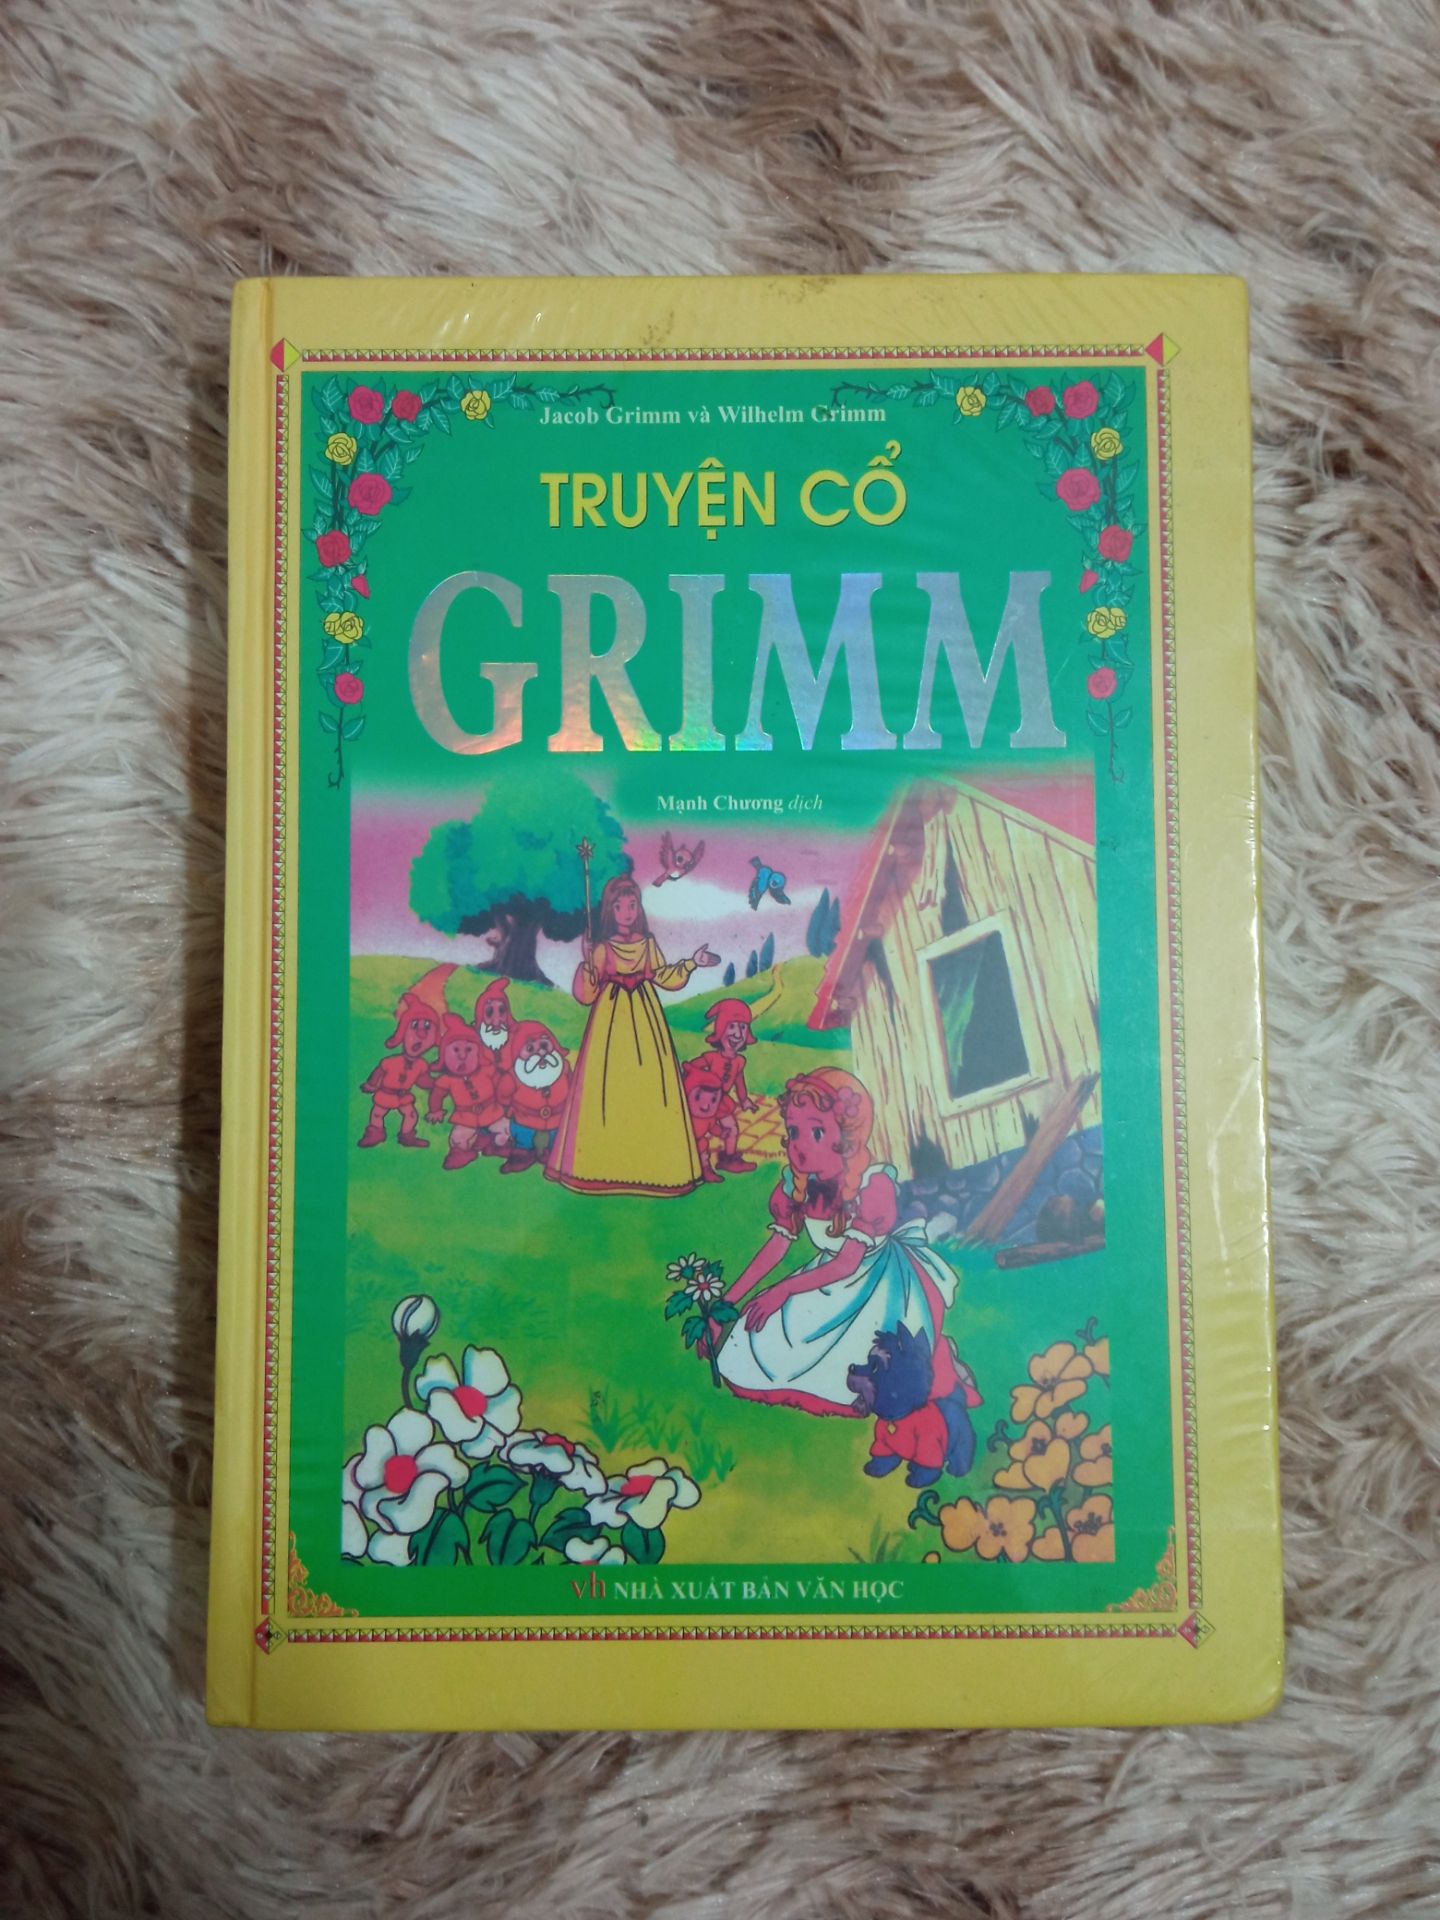 Jacob Grimm và Wilhelm Grimm
TRUYỆN CỔ
GRIMM
Mạnh Chương dịch
vh NHÀ XUẤT BẢN VĂN HỌC